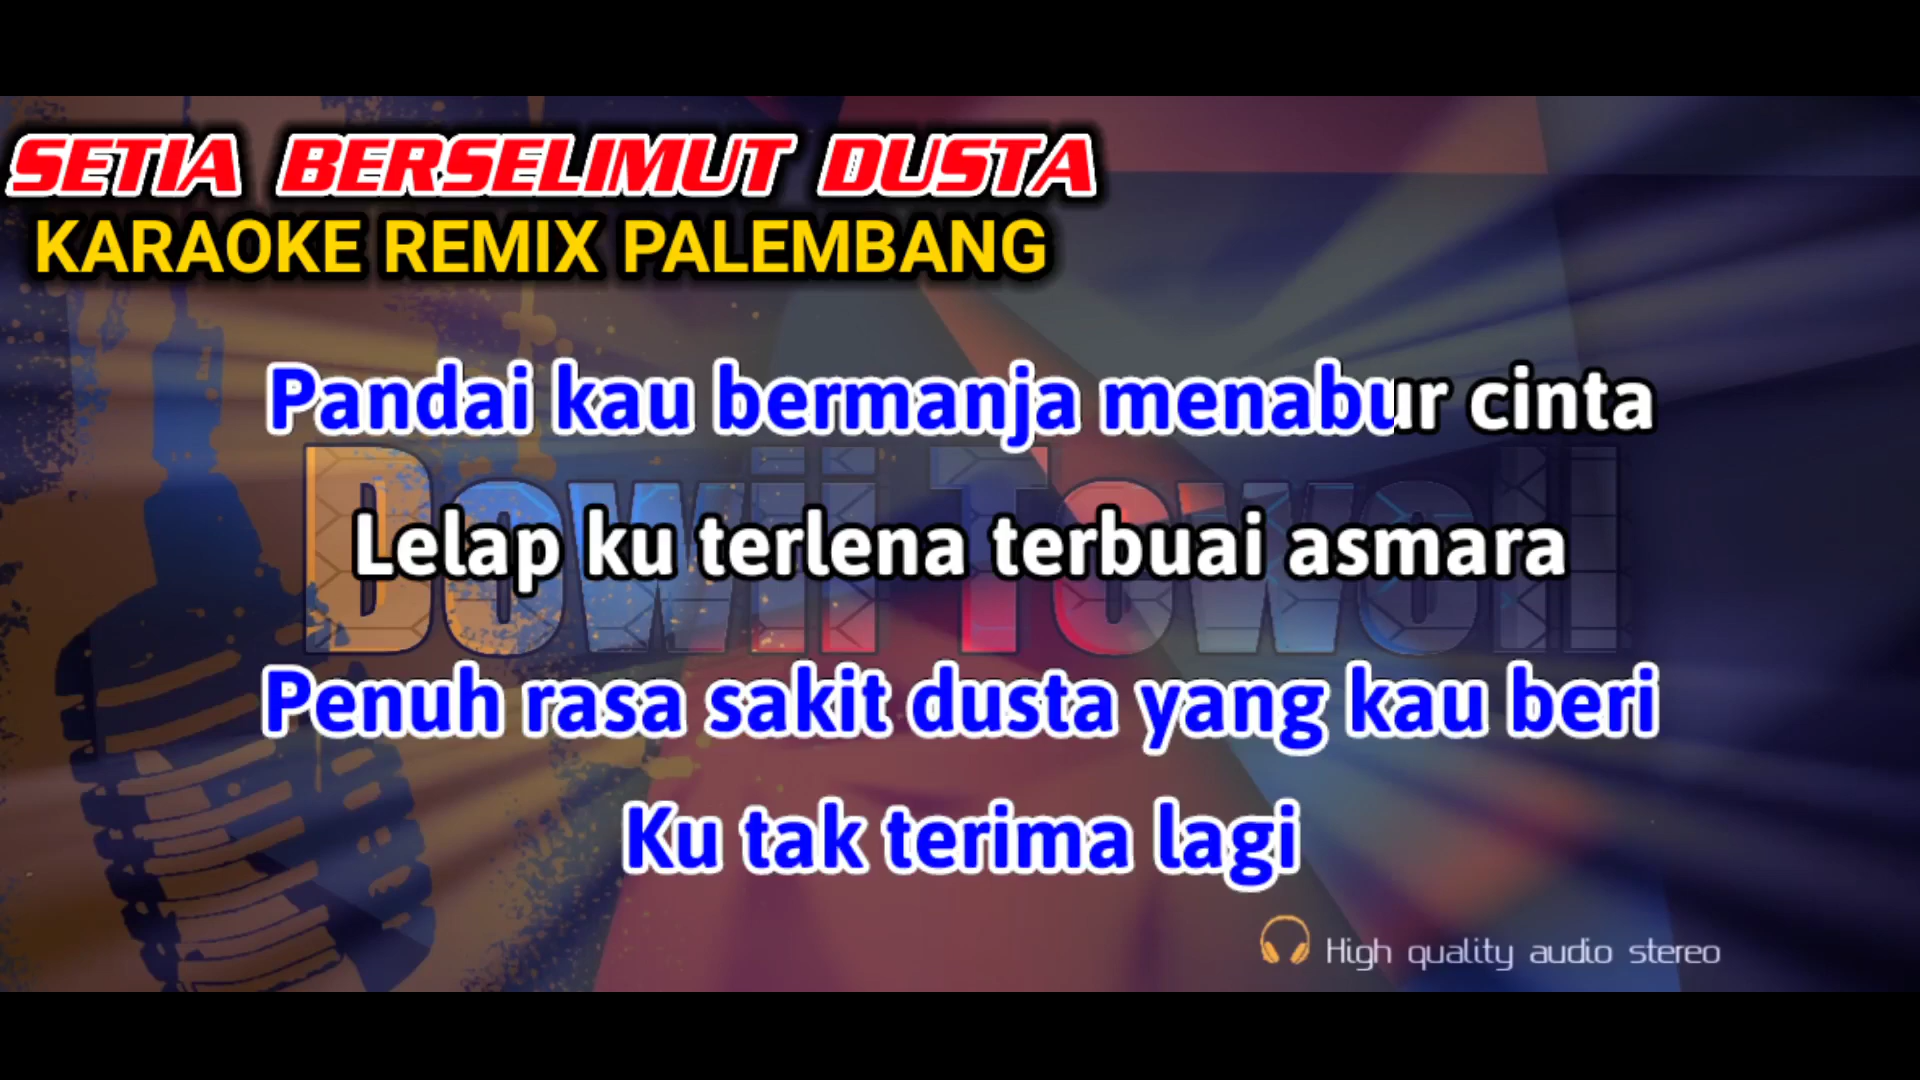 SETIA BERSELIMUT DUSTA
KARAOKE REMIX PALEMBANG
Pandai kau bermanja menabur cinta
Dowii Towoll
Lelap ku terlena terbuai asmara
Penuh rasa sakit dusta yang kau beri
Ku tak terima lagi
High quality audio stereo